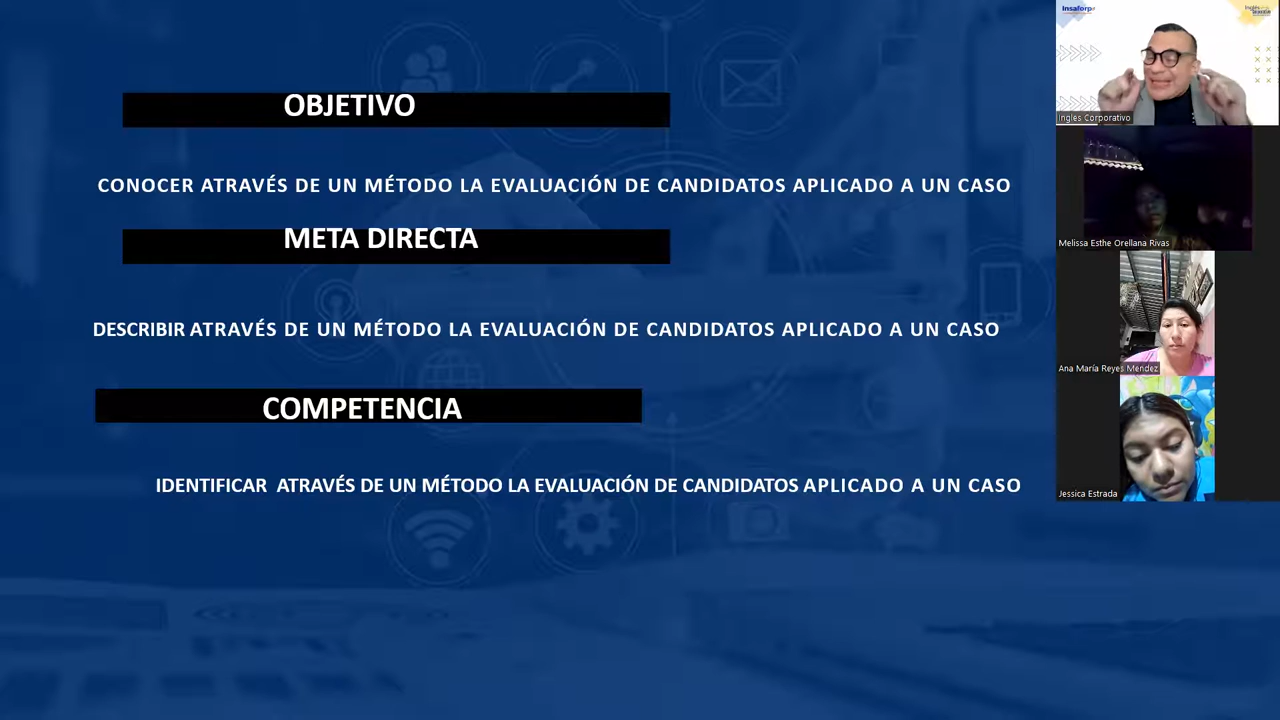 OBJETIVO
CONOCER ATRAVÉS DE UN MÉTODO LA EVALUACIÓN DE CANDIDATOS APLICADO A UN CASO
META DIRECTA
DESCRIBIR ATRAVÉS DE UN MÉTODO LA EVALUACIÓN DE CANDIDATOS APLICADO A UN CASO
COMPETENCIA
IDENTIFICAR ATRAVÉS DE UN MÉTODO LA EVALUACIÓN DE CANDIDATOS APLICADO A UN CASO
Insaforp
Ingles Corporativo
Melissa Esthe Orellana Rivas
Ana María Reyes Mendez
Jessica Estrada